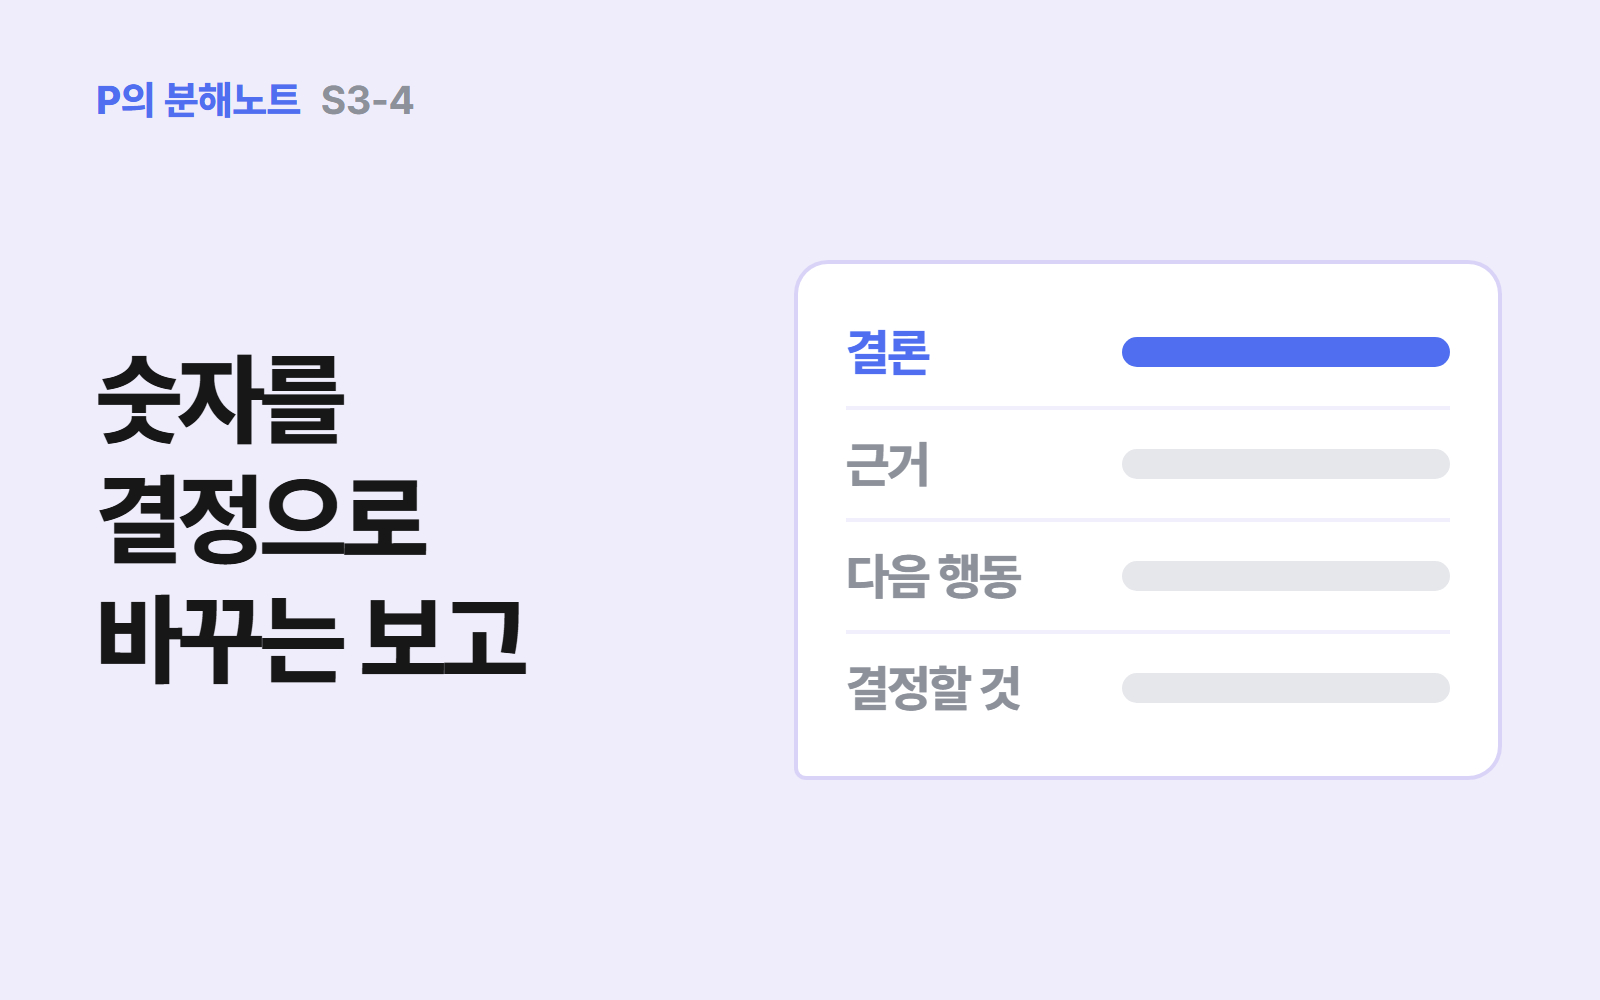 P의 분해노트 S3-4
숫자를
결정으로
바꾸는 보고
결론
근거
다음 행동
결정할 것